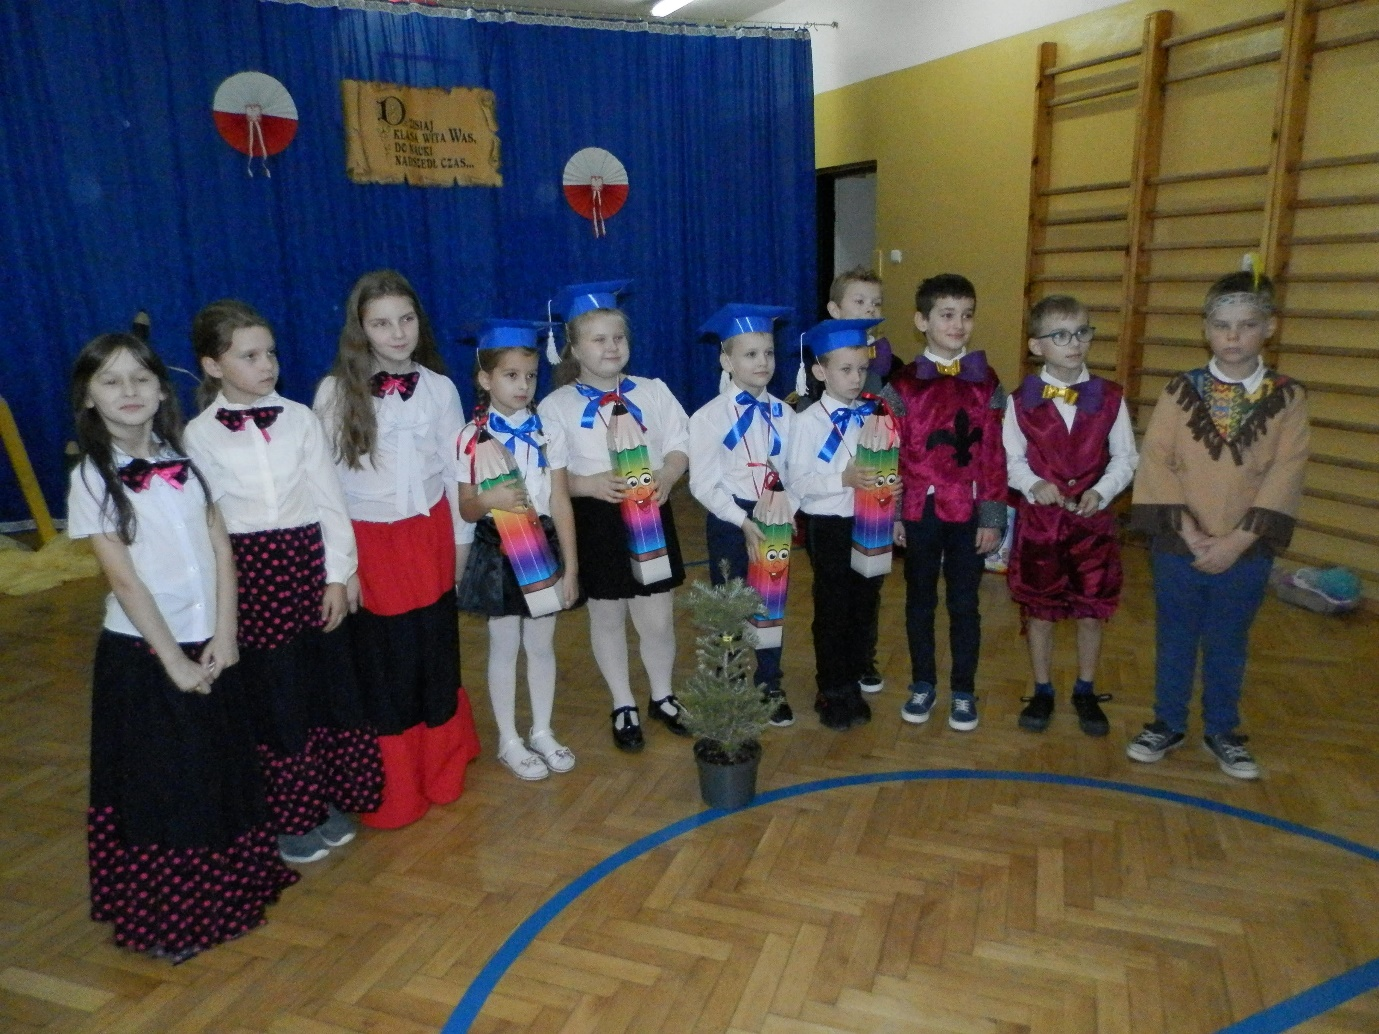 DZISIAJ
KLASA WITA WAS,
DO NAUKI
NADSZEDŁ CZAS...